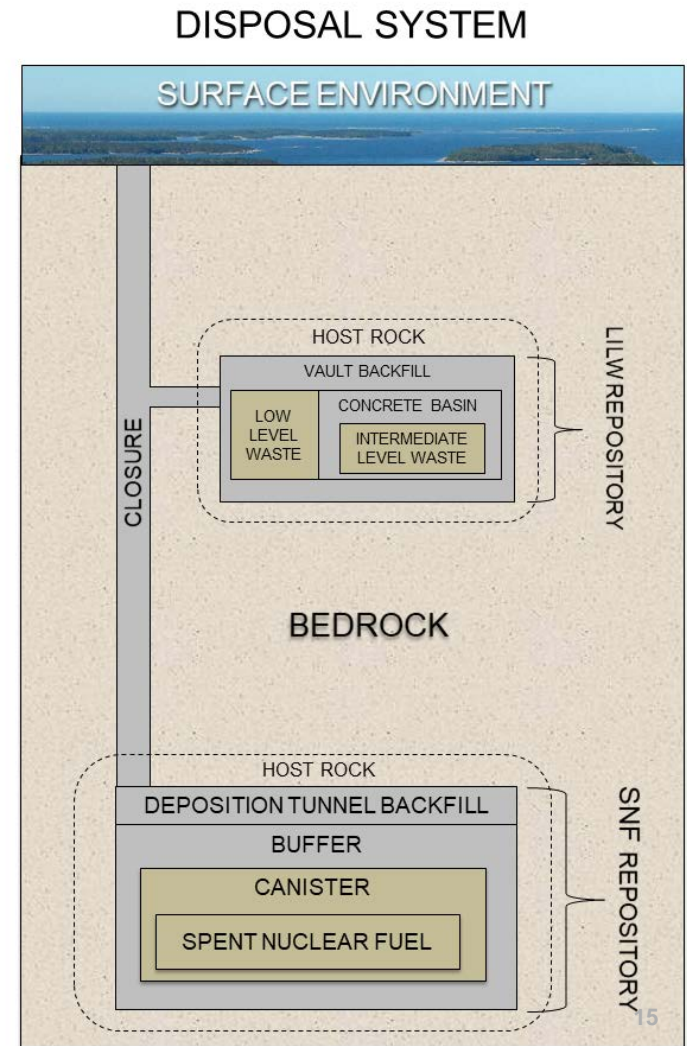 DISPOSAL SYSTEM
SURFACE ENVIRONMENT
HOST ROCK
VAULT BACKFILL
LOW
LEVEL
WASTE
CONCRETE BASIN
INTERMEDIATE
LEVEL WASTE
LILW REPOSITORY
CLOSURE
BEDROCK
HOST ROCK
DEPOSITION TUNNEL BACKFILL
BUFFER
CANISTER
SPENT NUCLEAR FUEL
SNF REPOSITORY
15